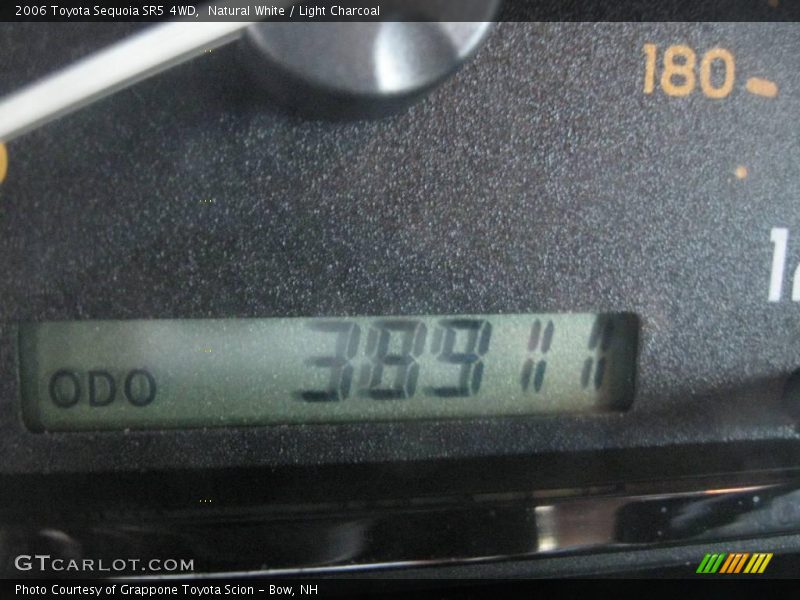 2006 Toyota Sequoia SR5 4WD, Natural White / Light Charcoal
180
ODO 38911
GTCARLOT.COM
Photo Courtesy of Grappone Toyota Scion - Bow, NH